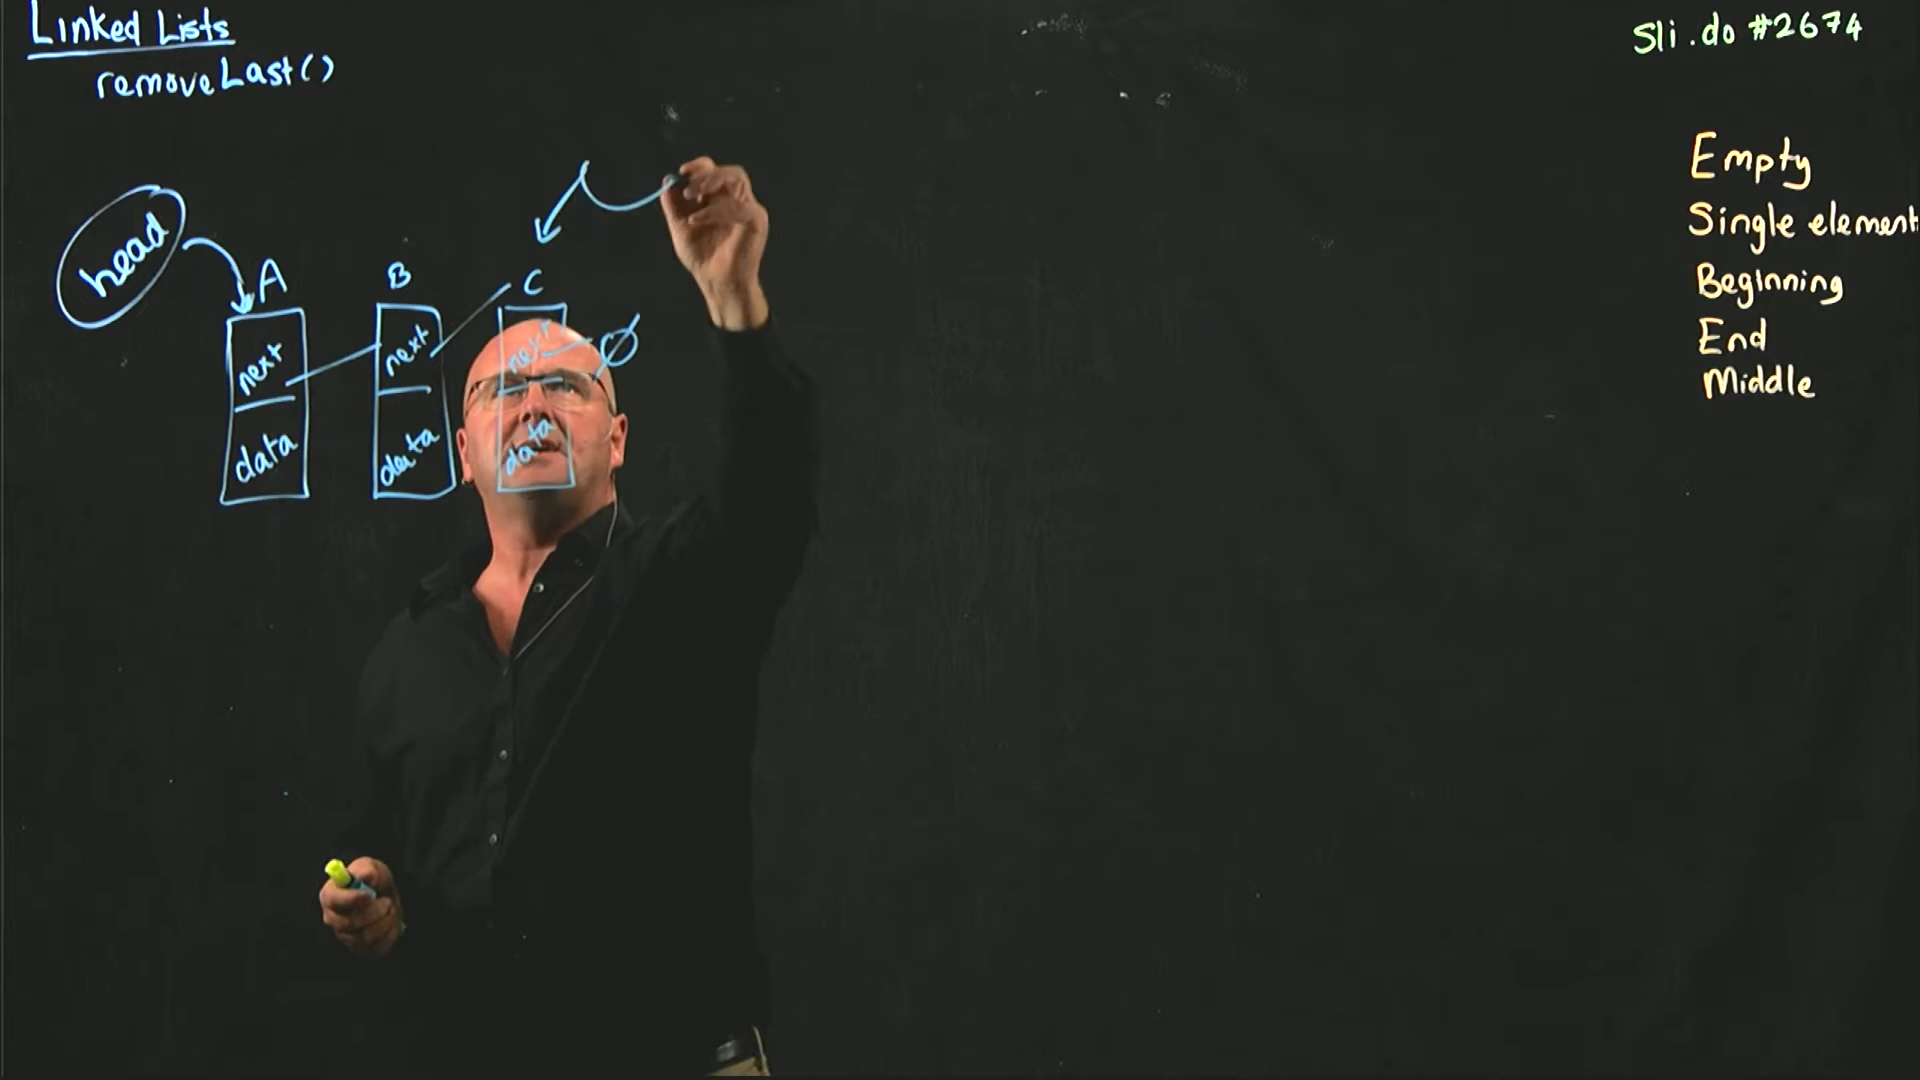 Linked Lists
removeLast()
Sli.do #2674
Empty
Single element
Beginning
End
Middle
head
A
B
C
next
next
next
Ø
data
data
data